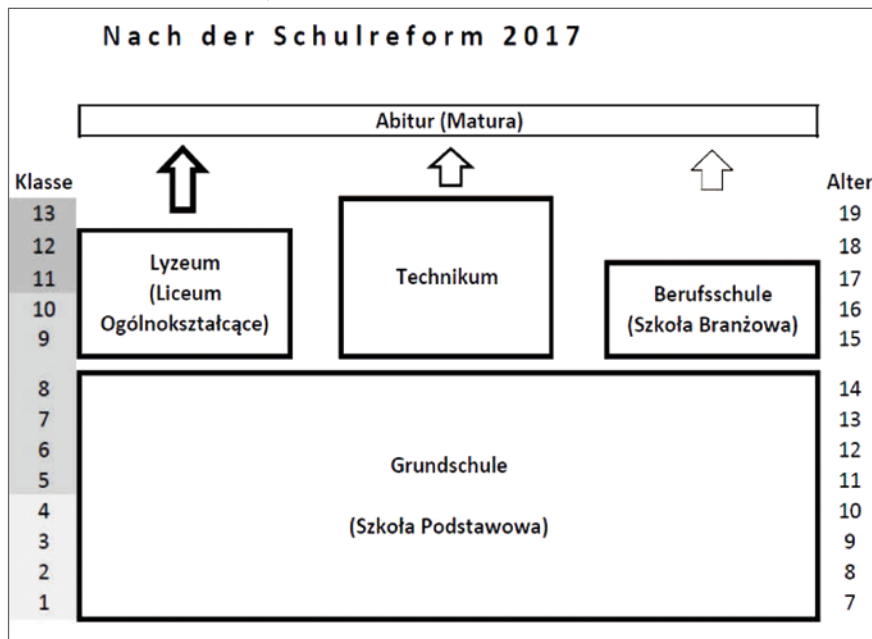 Nach der Schulreform 2017
Abitur (Matura)
Klasse
Alter
13
19
12
18
11
17
10
16
9
15
Lyzeum
(Liceum
Ogólnokształcące)
Technikum
Berufsschule
(Szkoła Branżowa)
8
14
7
13
6
12
5
11
4
10
3
9
2
8
1
7
Grundschule
(Szkoła Podstawowa)